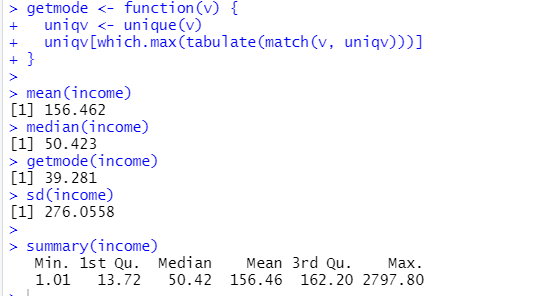 > getmode <- function(v) {
+   uniqv <- unique(v)
+   uniqv[which.max(tabulate(match(v, uniqv)))]
+ }
>
> mean(income)
[1] 156.462
> median(income)
[1] 50.423
> getmode(income)
[1] 39.281
> sd(income)
[1] 276.0558
>
> summary(income)
   Min. 1st Qu.  Median    Mean 3rd Qu.    Max.
   1.01   13.72   50.42  156.46  162.20 2797.80
>